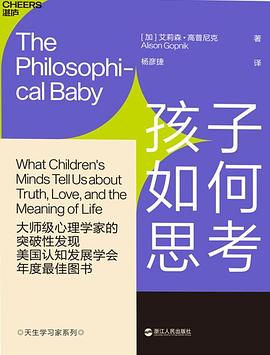 CHEERS
湛庐
The
Philosophi-
cal Baby
[加]艾莉森·高普尼克 著
Alison Gopnik
杨彦捷 译
孩子
如何
思考
What Children's
Minds Tell Us about
Truth, Love, and the
Meaning of Life
大师级心理学家的
突破性发现
美国认知发展学会
年度最佳图书
◎天生学习家系列◎
浙江人民出版社